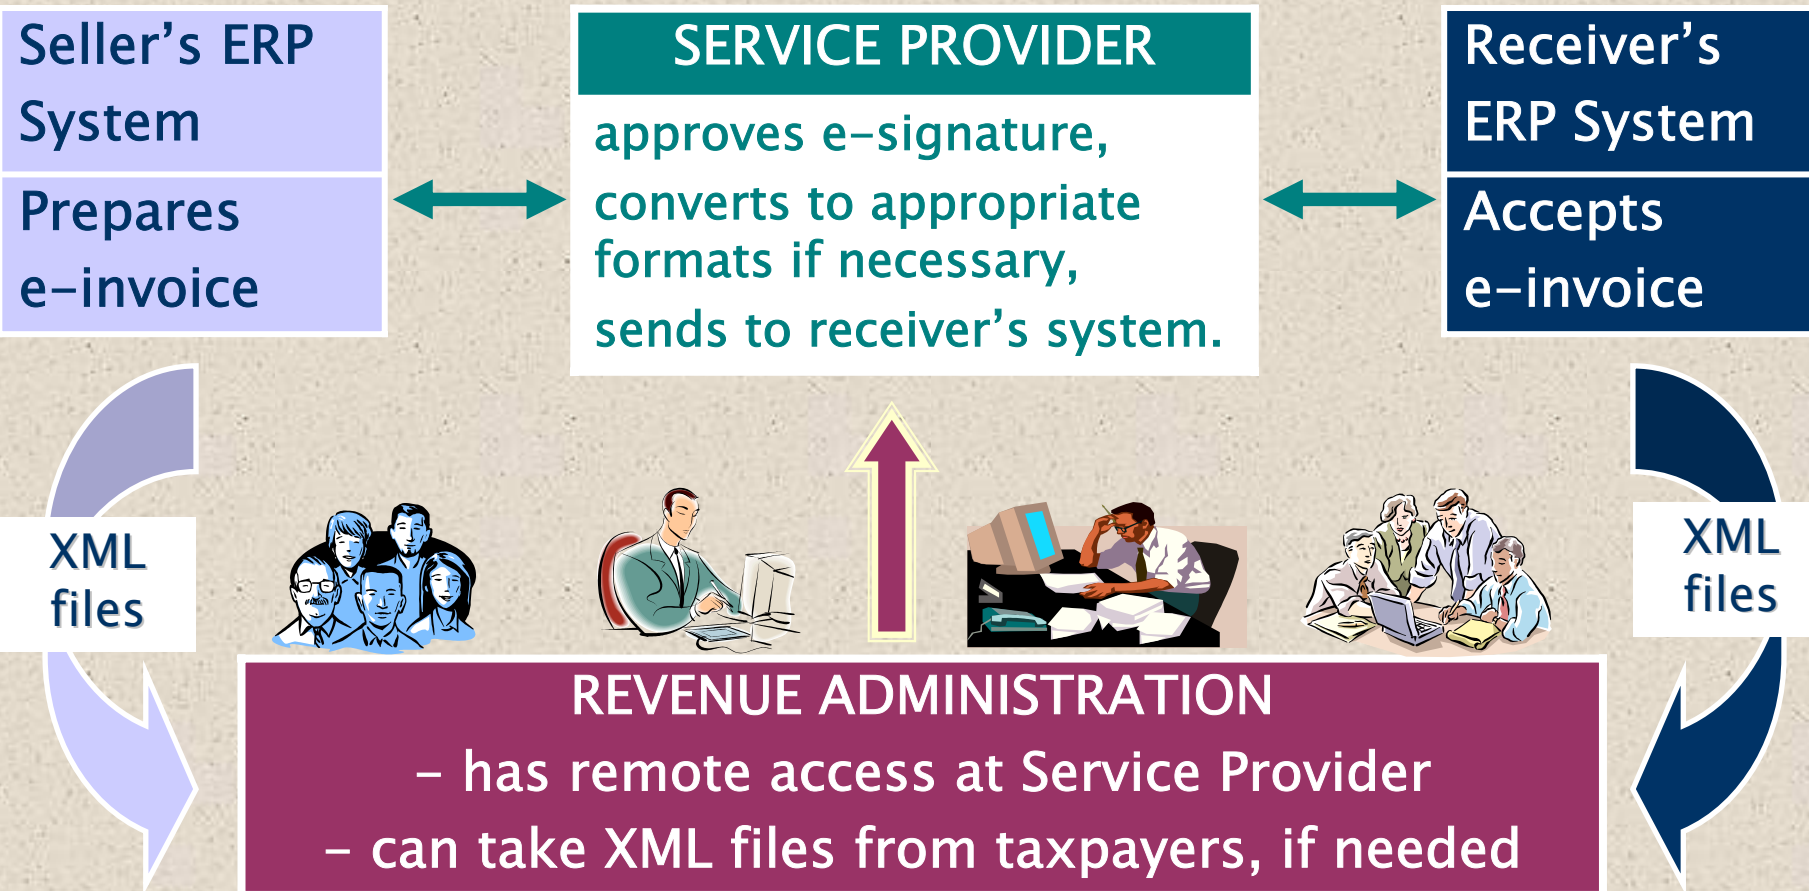 Seller’s ERP
System
Prepares
e-invoice
SERVICE PROVIDER
approves e-signature,
converts to appropriate
formats if necessary,
sends to receiver’s system.
Receiver’s
ERP System
Accepts
e-invoice
XML
files
XML
files
REVENUE ADMINISTRATION
- has remote access at Service Provider
- can take XML files from taxpayers, if needed